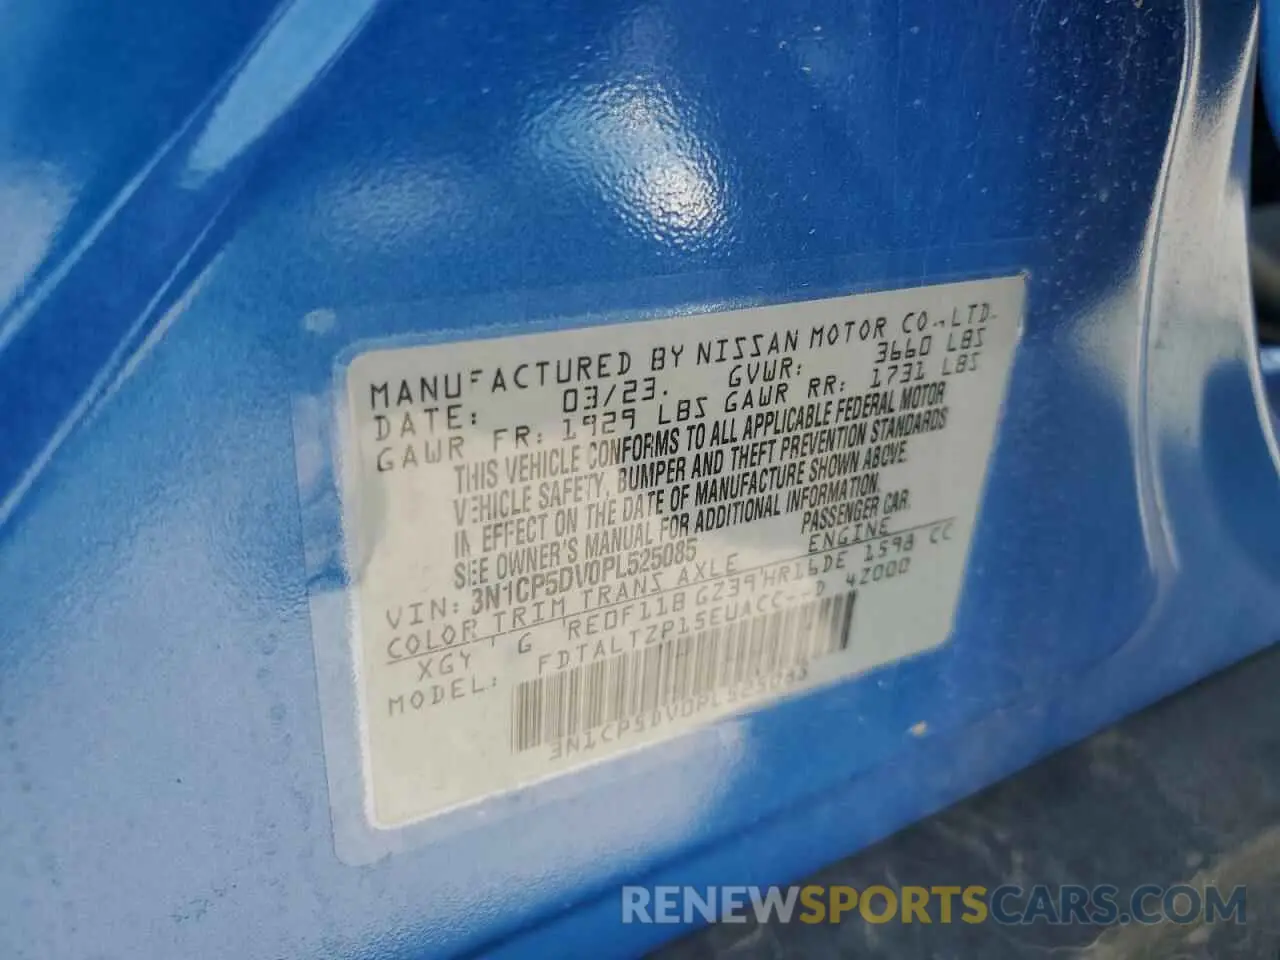 MANUFACTURED BY NISSAN MOTOR CO.,LTD.
DATE: 03/23. GVWR: 3660 LBS
GAWR FR: 1929 LBS GAWR RR: 1731 LBS
THIS VEHICLE CONFORMS TO ALL APPLICABLE FEDERAL MOTOR
VEHICLE SAFETY, BUMPER AND THEFT PREVENTION STANDARDS
IN EFFECT ON THE DATE OF MANUFACTURE SHOWN ABOVE
SEE OWNER'S MANUAL FOR ADDITIONAL INFORMATION.
VIN: 3N1CP5DV0PL525085 PASSENGER CAR
COLOR TRIM TRANS AXLE ENGINE
XGY G RE0F11B GZ39 HR16DE 1598 CC
MODEL: FDTALTZP15EUACC--D 4Z000
3N1CP5DV0PL525085
RENEWSPORTSCARS.COM